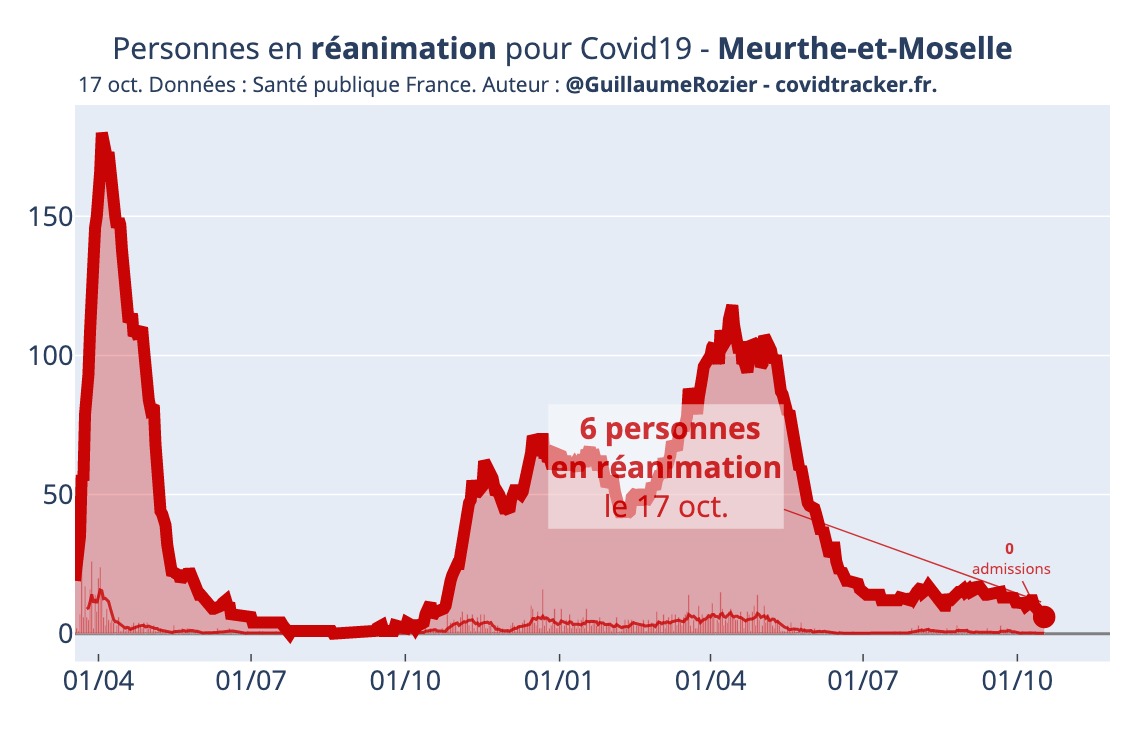 Personnes en réanimation pour Covid19 - Meurthe-et-Moselle
17 oct. Données : Santé publique France. Auteur : @GuillaumeRozier - covidtracker.fr.
150
100
50
0
6 personnes
en réanimation
le 17 oct.
0
admissions
01/04
01/07
01/10
01/01
01/04
01/07
01/10